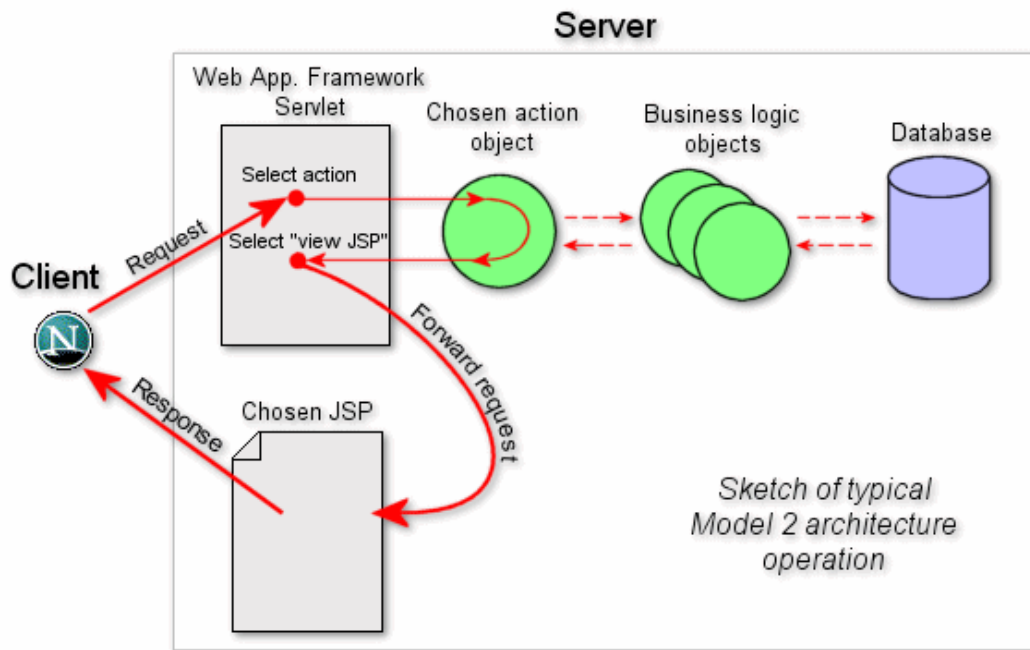 Server
Web App. Framework
Servlet
Chosen action
object
Business logic
objects
Database
Select action
Select "view JSP"
Request
Client
N
Forward request
Response
Chosen JSP
Sketch of typical
Model 2 architecture
operation